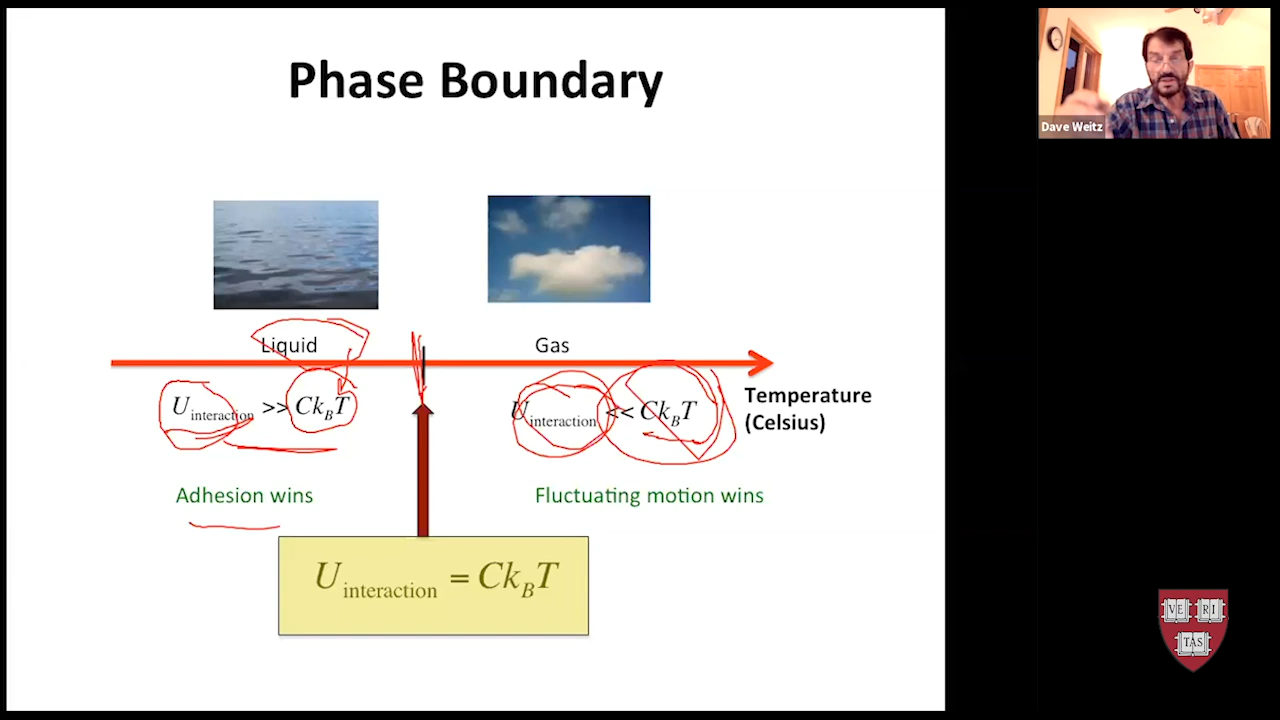 Phase Boundary
Dave Weitz
Liquid
Gas
U_interaction >> Ck_BT
U_interaction << Ck_BT
Temperature
(Celsius)
Adhesion wins
Fluctuating motion wins
U_interaction = Ck_BT
VE RI
TAS